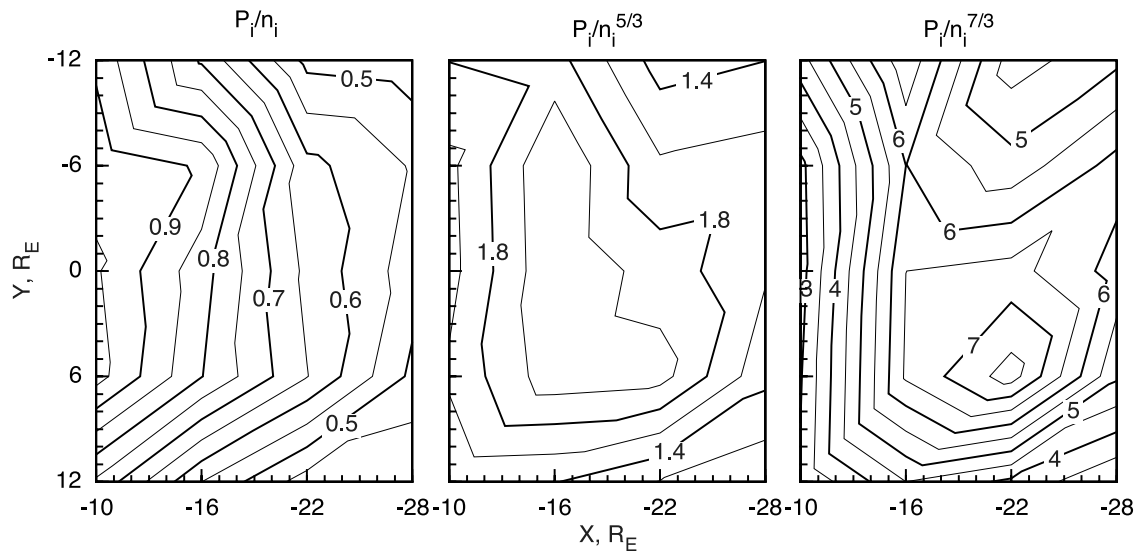 P_i/n_i P_i/n_i^5/3 P_i/n_i^7/3
-12 0.5 1.4 5 6 5
-6
0.9 0.8 0.7 0.6 1.8 1.8 6
0 3 4 6
6 7
0.5 1.4 5 4
12
-10 -16 -22 -28 -10 -16 -22 -28 -10 -16 -22 -28
Y, R_E
X, R_E